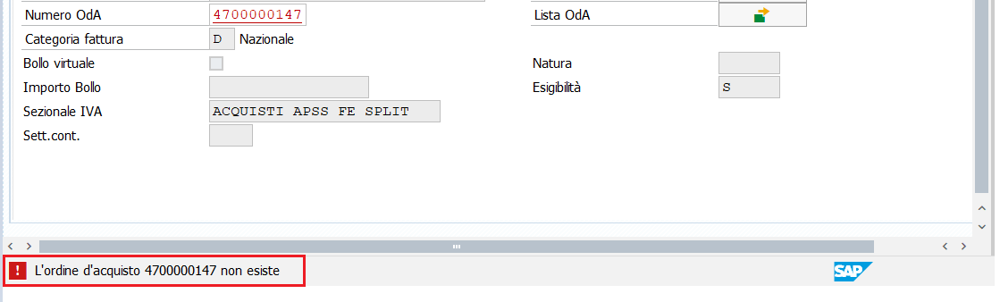 Numero OdA 4700000147 Lista OdA
Categoria fattura D Nazionale
Bollo virtuale Natura
Importo Bollo Esigibilità S
Sezionale IVA ACQUISTI APSS FE SPLIT
Sett.cont.
! L'ordine d'acquisto 4700000147 non esiste SAP